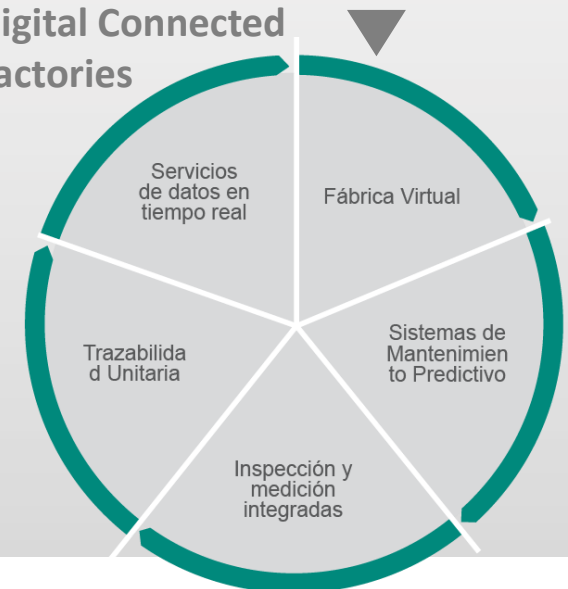 igital Connected
actories
Servicios
de datos en
tiempo real
Fábrica Virtual
Sistemas de
Mantenimien
to Predictivo
Trazabilida
d Unitaria
Inspección y
medición
integradas